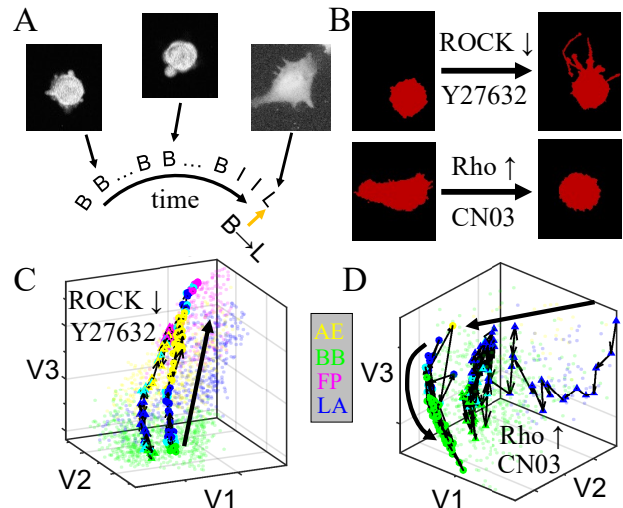 A
B B ... B B ... B I I L
time
B→L
B
ROCK ↓
Y27632
Rho ↑
CN03
C
ROCK ↓
Y27632
V3
V2
V1
AE
BB
FP
LA
D
V3
Rho ↑
CN03
V1
V2